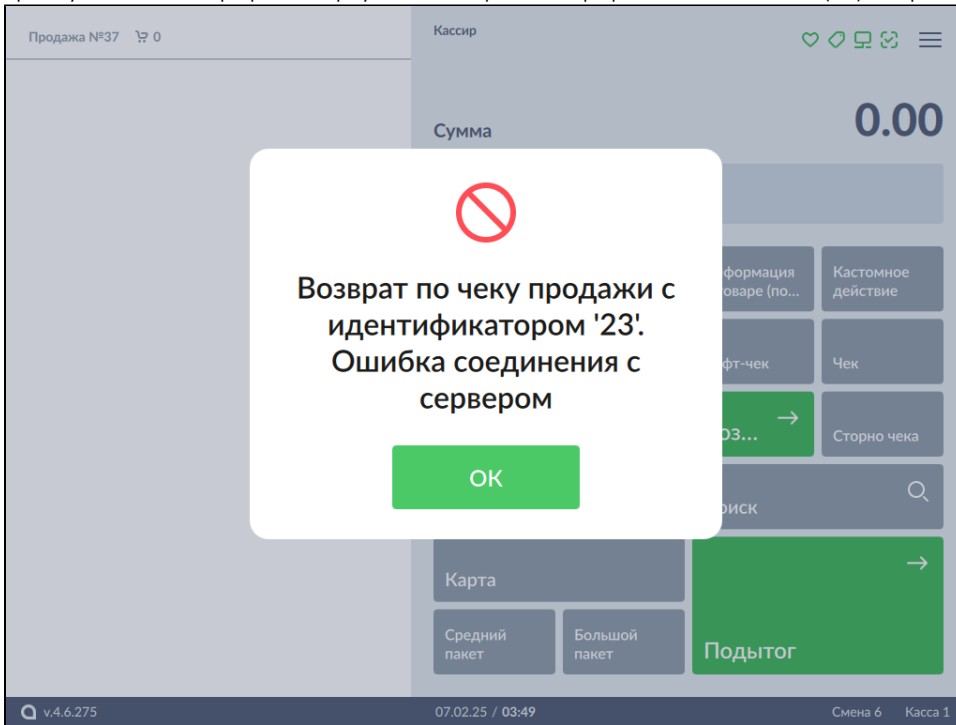 Продажа №37 0
Кассир
0.00
Сумма
Возврат по чеку продажи с
идентификатором '23'.
Ошибка соединения с
сервером
ОК
Кастомное
действие
Чек
Сторно чека
Карта
Средний
пакет
Большой
пакет
Подытог
v.4.6.275
07.02.25 / 03:49
Смена 6
Касса 1